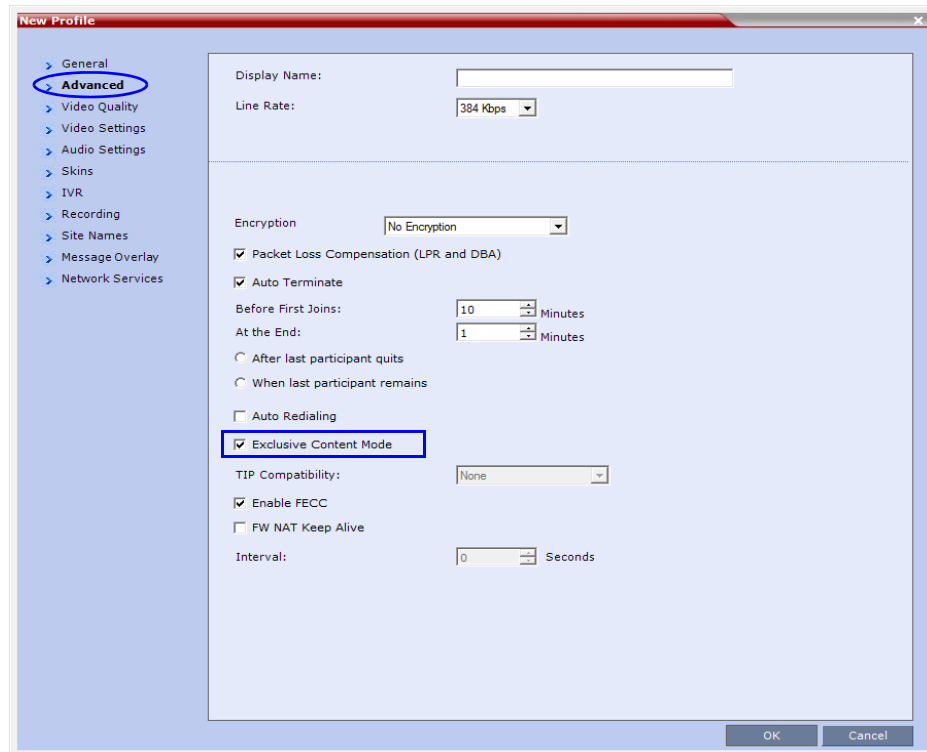 New Profile
General
Advanced
Video Quality
Video Settings
Audio Settings
Skins
IVR
Recording
Site Names
Message Overlay
Network Services
Display Name:
Line Rate: 384 Kbps
Encryption No Encryption
Packet Loss Compensation (LPR and DBA)
Auto Terminate
Before First Joins: 10 Minutes
At the End: 1 Minutes
After last participant quits
When last participant remains
Auto Redialing
Exclusive Content Mode
TIP Compatibility: None
Enable FECC
FW NAT Keep Alive
Interval: 0 Seconds
OK Cancel